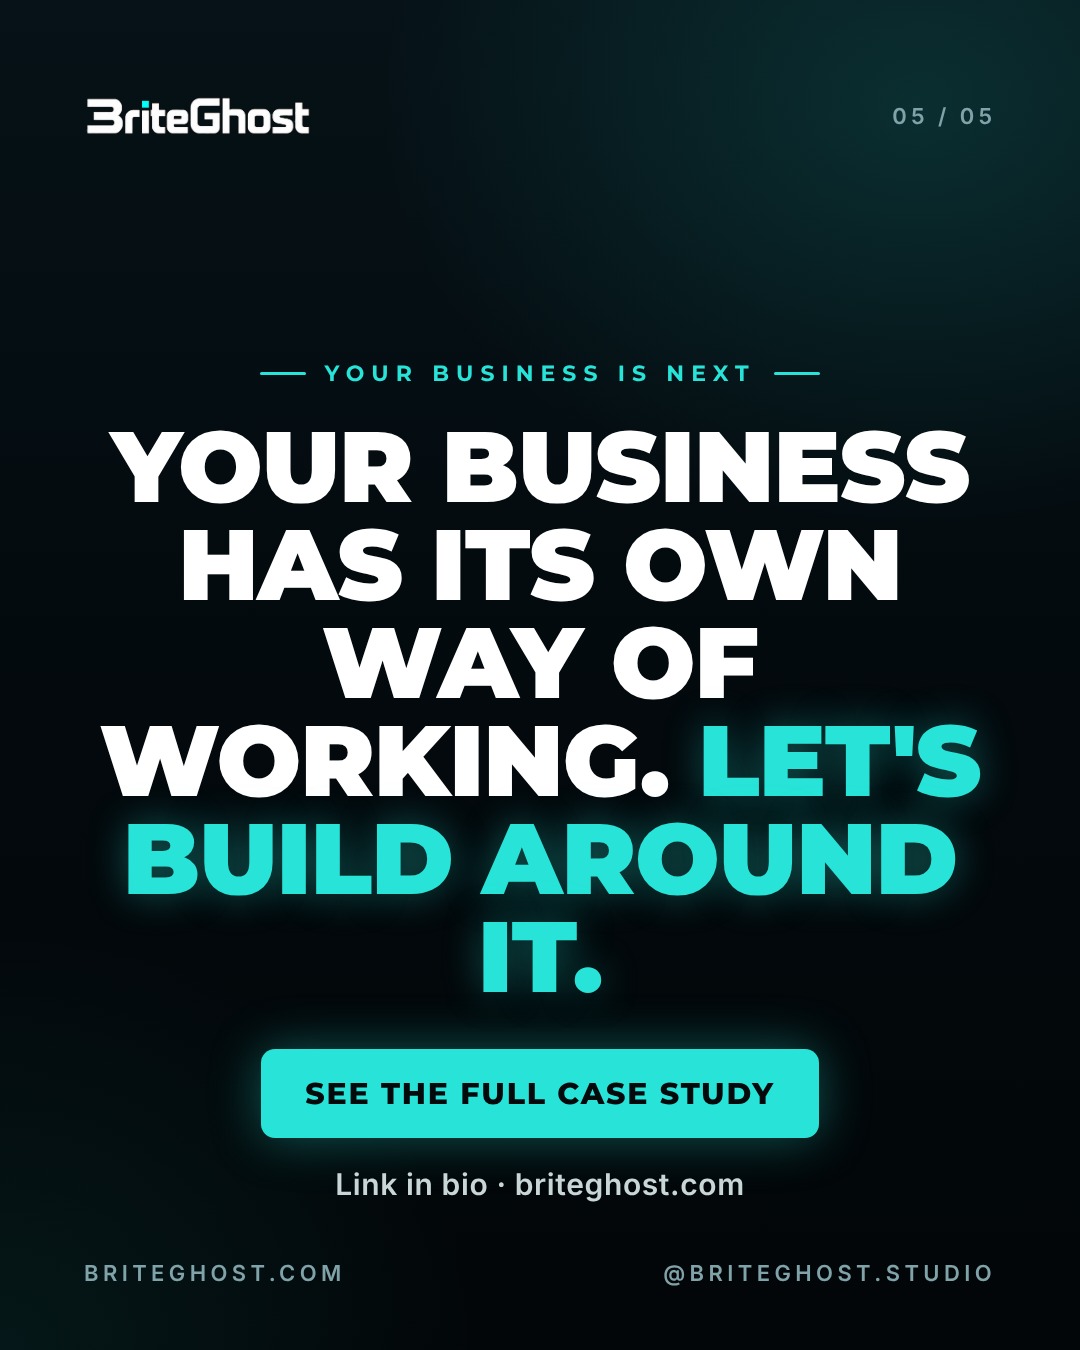 BriteGhost
05 / 05
YOUR BUSINESS IS NEXT
YOUR BUSINESS
HAS ITS OWN
WAY OF
WORKING. LET'S
BUILD AROUND
IT.
SEE THE FULL CASE STUDY
Link in bio · briteghost.com
BRITEGHOST.COM
@BRITEGHOST.STUDIO